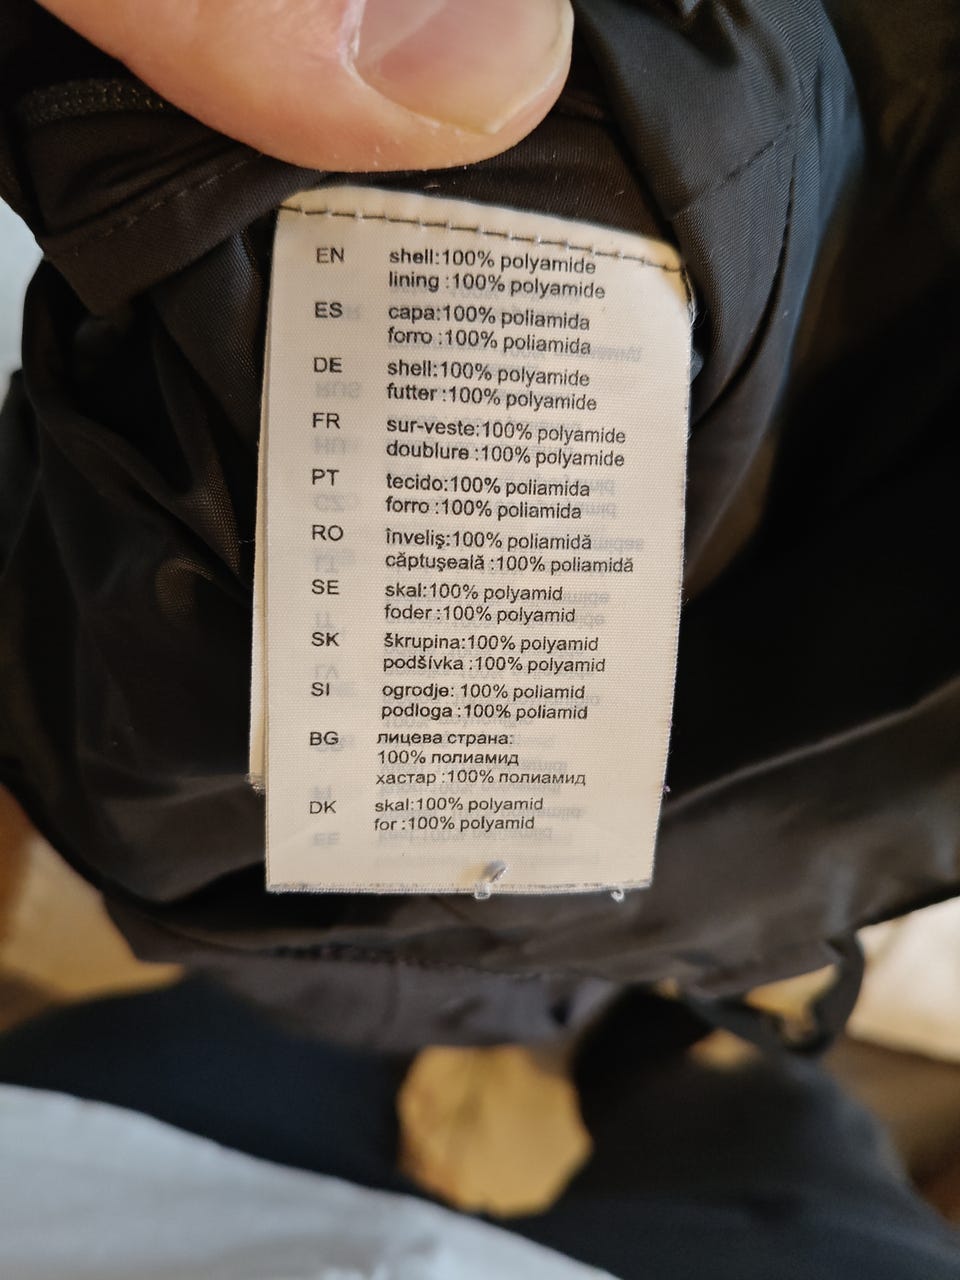 EN shell:100% polyamide
lining :100% polyamide
ES capa:100% poliamida
forro :100% poliamida
DE shell:100% polyamide
futter :100% polyamide
FR sur-veste:100% polyamide
doublure :100% polyamide
PT tecido:100% poliamida
forro :100% poliamida
RO înveliş:100% poliamidă
căptuşeală :100% poliamidă
SE skal:100% polyamid
foder :100% polyamid
SK škrupina:100% polyamid
podšívka :100% polyamid
SI ogrodje: 100% poliamid
podloga :100% poliamid
BG лицева страна:
100% полиамид
хастар :100% полиамид
DK skal:100% polyamid
for :100% polyamid